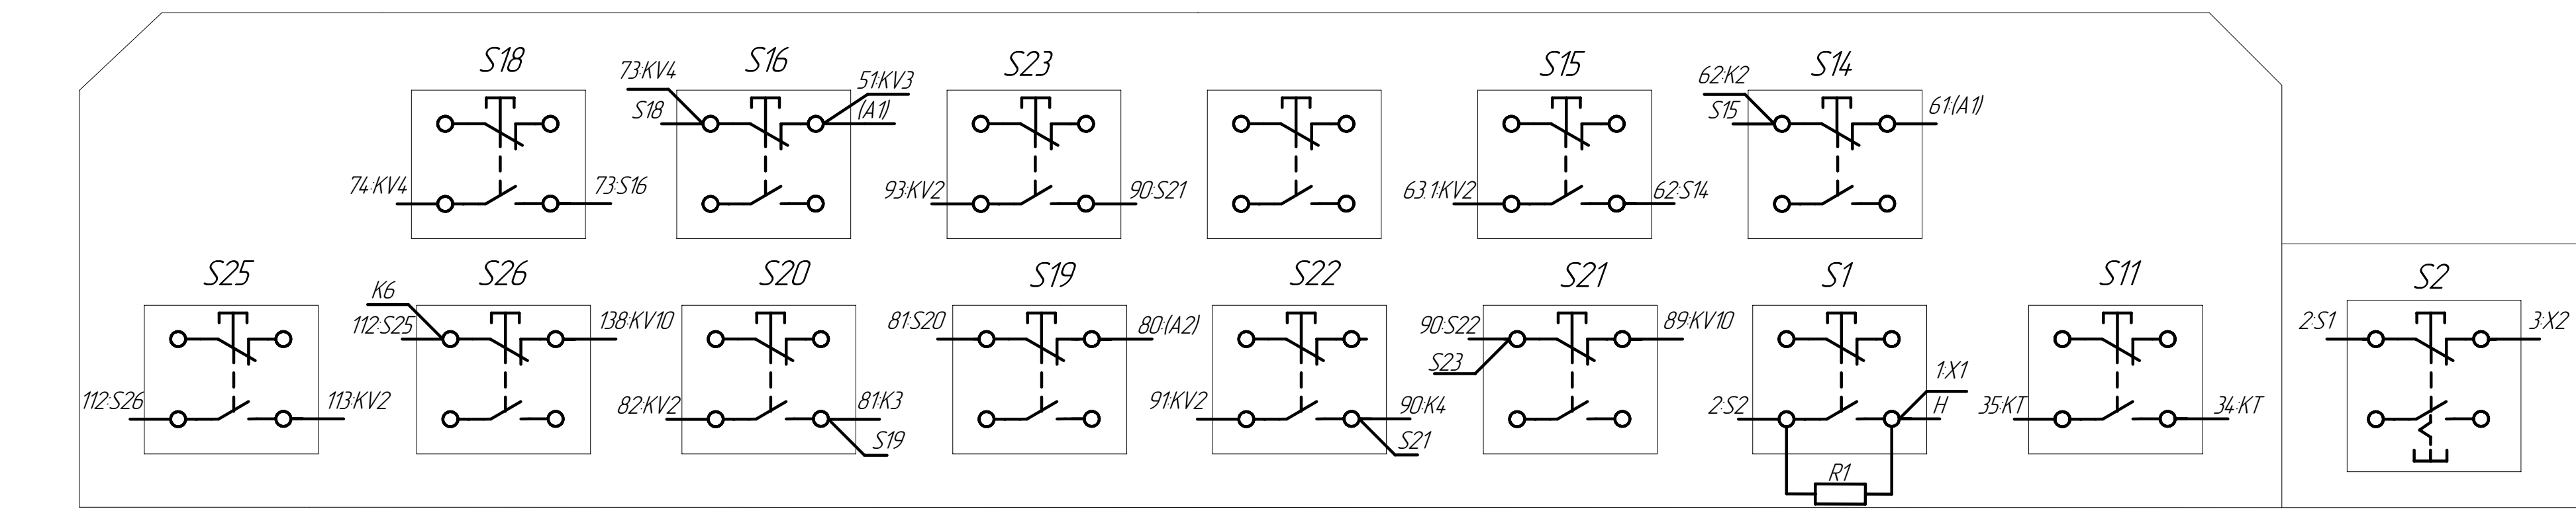 S18
S16
S23
S15
S14
73:KV4
51:KV3
62:K2
S18
(A1)
S15
61:(A1)
74:KV4
73:S16
93:KV2
90:S21
63.1:KV2
62:S14
S25
S26
S20
S19
S22
S21
S1
S11
S2
K6
112:S25
138:KV10
81:S20
80:(A2)
90:S22
89:KV10
2:S1
3:X2
S23
1:X1
112:S26
113:KV2
82:KV2
81:K3
91:KV2
90:K4
2:S2
H
35:KT
34:KT
S19
S21
R1